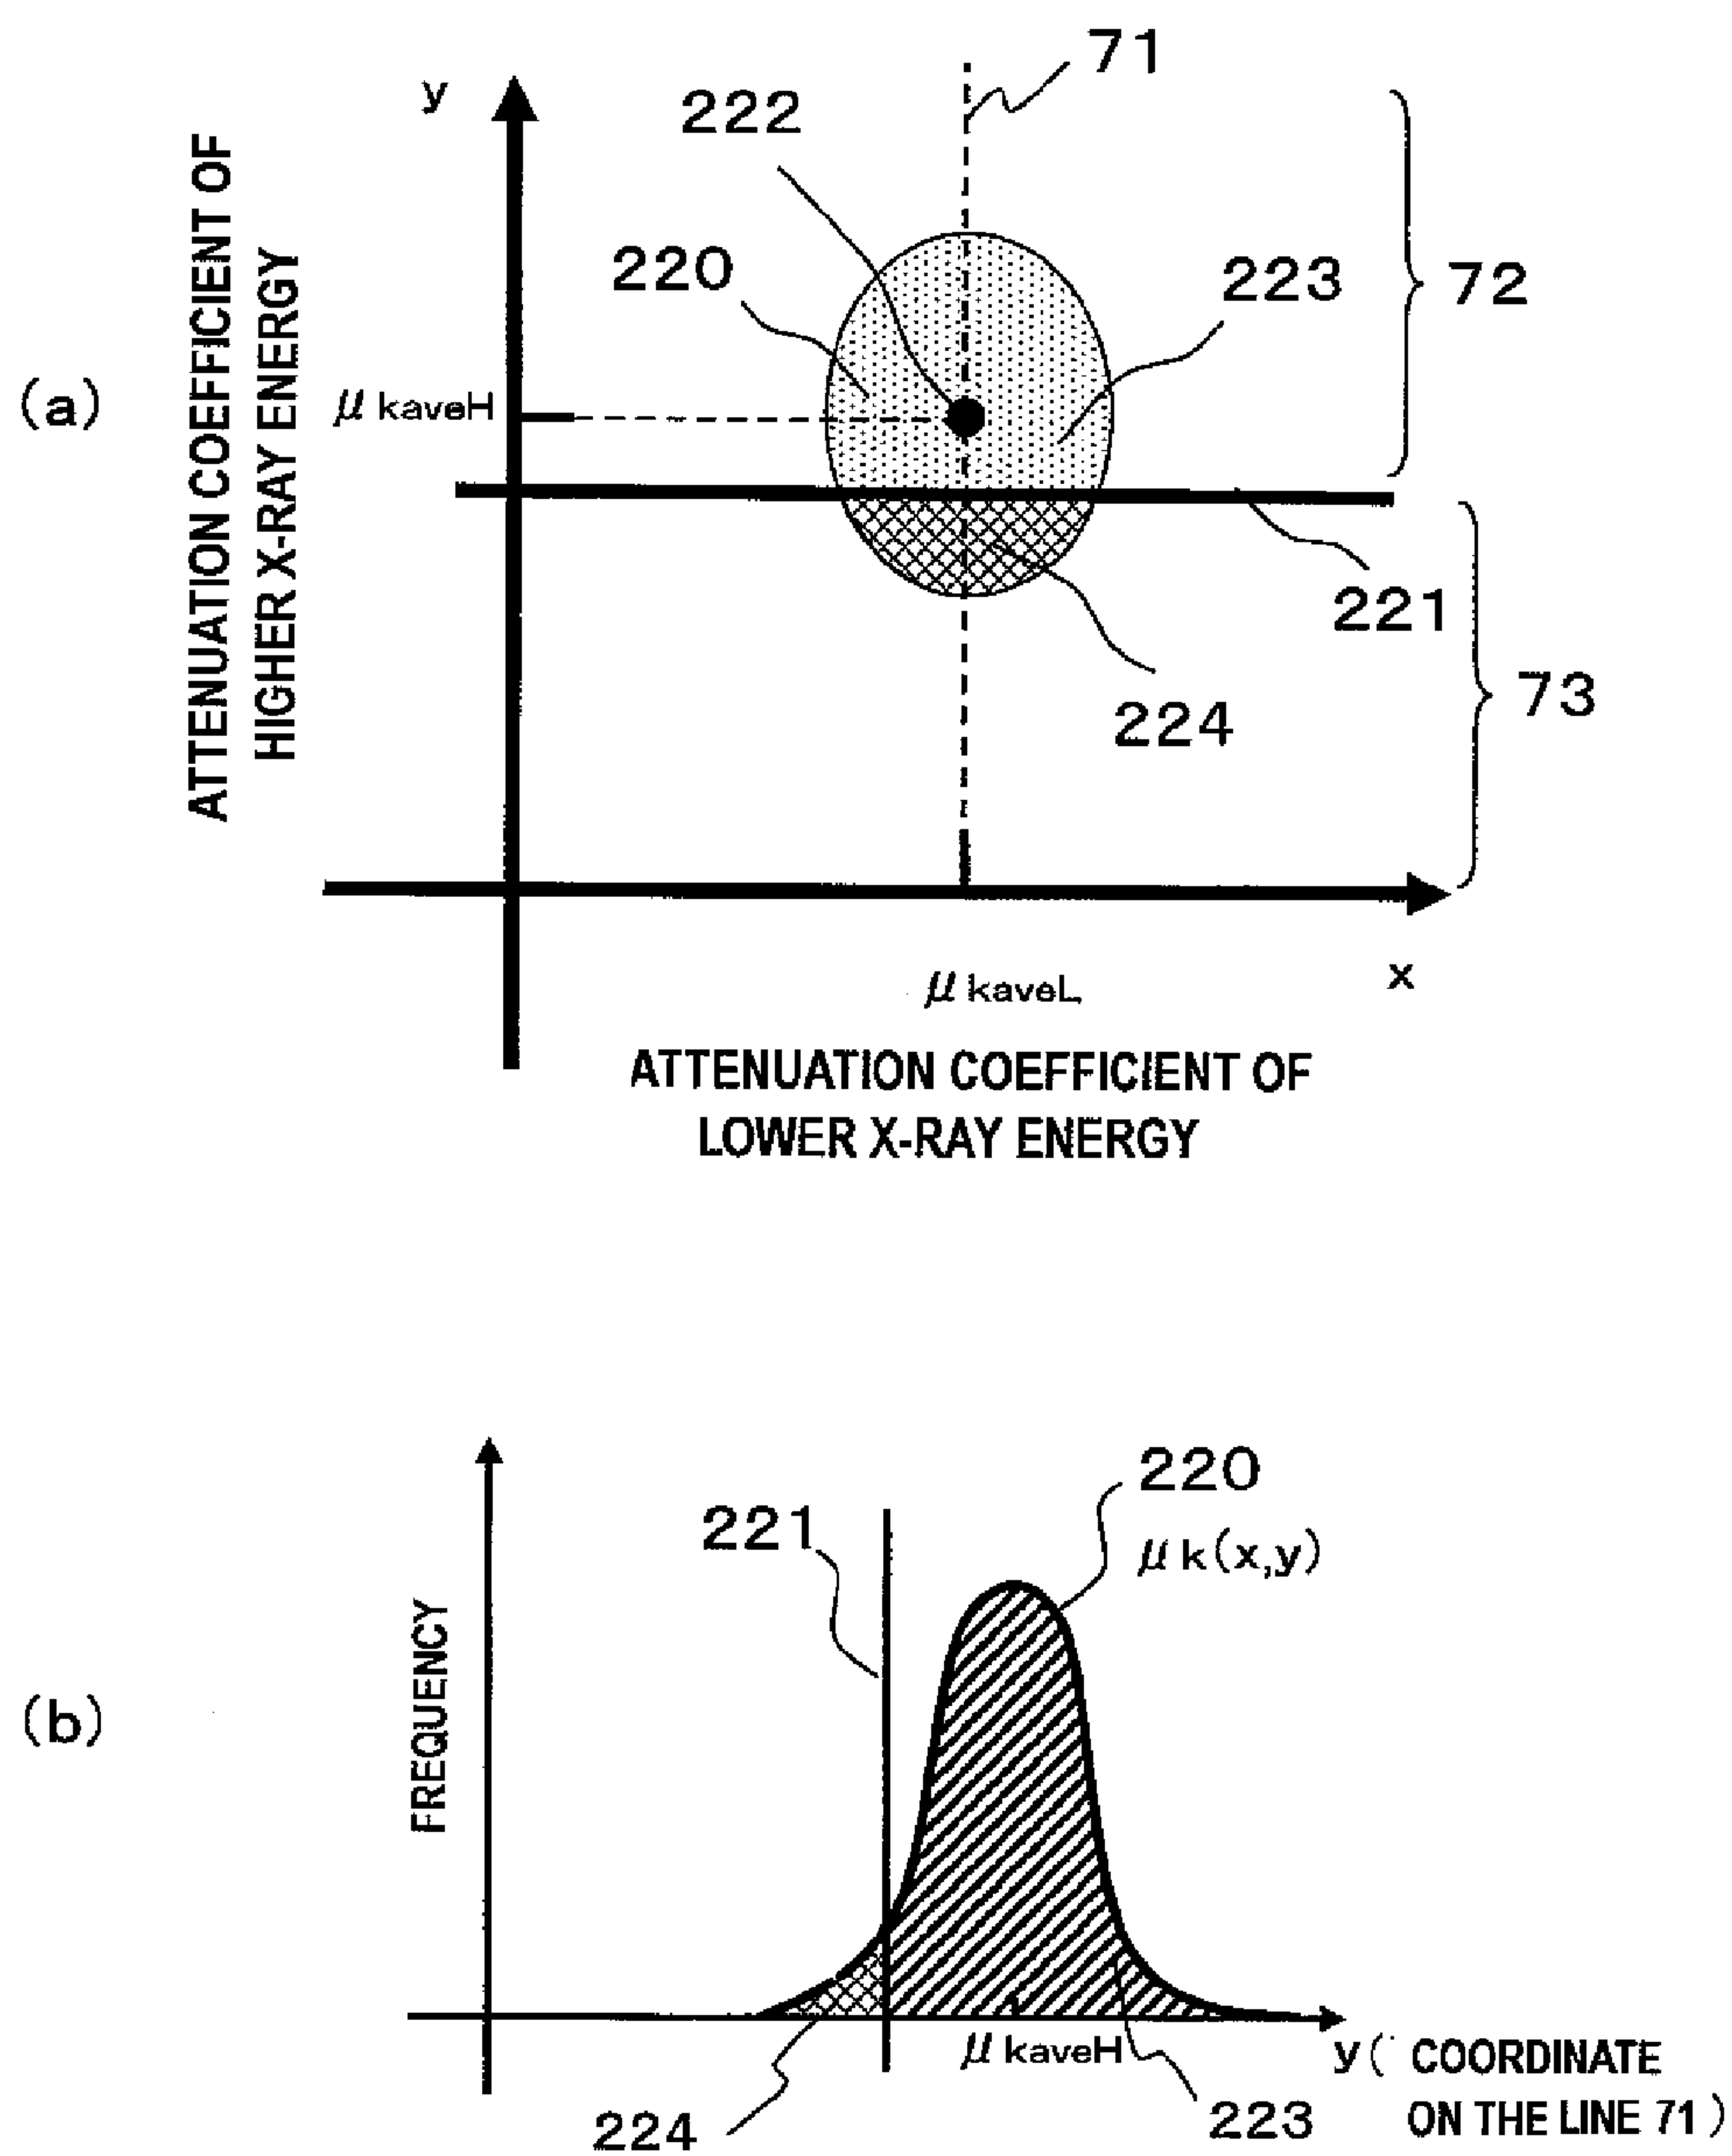 (a)
y
ATTENUATION COEFFICIENT OF
HIGHER X-RAY ENERGY
71
222
220
223
72
μ kaveH
221
224
73
μ kaveL
x
ATTENUATION COEFFICIENT OF
LOWER X-RAY ENERGY
(b)
FREQUENCY
220
μ k(x,y)
221
μ kaveH
y( COORDINATE
ON THE LINE 71)
224
223